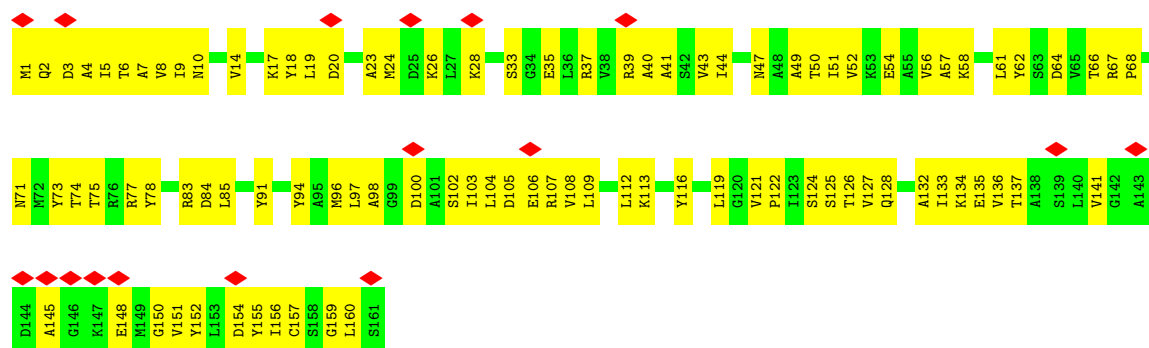 M1 Q2 D3 A4 I5 T6 A7 V8 I9 N10 V14 K17 Y18 L19 D20 A23 M24 D25 K26 L27 K28 S33 G34 E35 L36 R37 V38 R39 A40 A41 S42 V43 I44 N47 A48 A49 T50 I51 V52 K53 E54 A55 V56 A57 K58 L61 Y62 S63 D64 V65 T66 R67 P68
N71 M72 Y73 T74 T75 R76 R77 Y78 R83 D84 L85 Y91 Y94 A95 M96 L97 A98 G99 D100 A101 S102 I103 L104 D105 E106 R107 V108 L109 L112 K113 Y116 L119 G120 V121 P122 I123 S124 S125 T126 V127 Q128 A132 I133 K134 E135 V136 T137 A138 S139 L140 V141 G142 A143
D144 A145 G146 K147 E148 M149 G150 V151 Y152 L153 D154 Y155 I156 C157 S158 G159 L160 S161